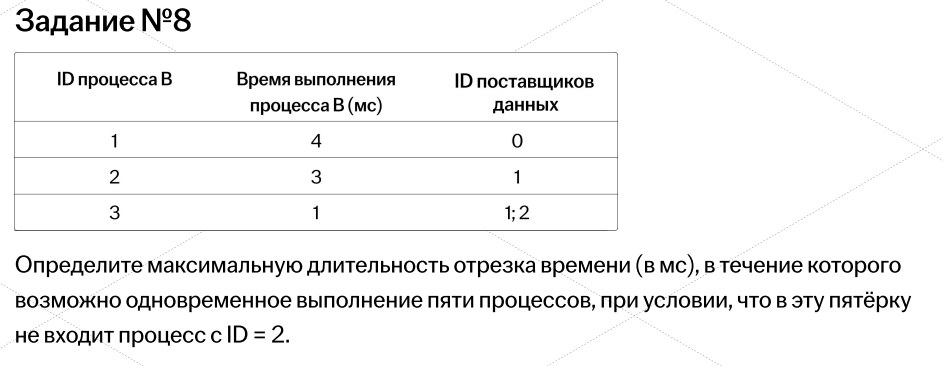 Задание №8
ID процесса B Время выполнения процесса B (мс) ID поставщиков данных
1 4 0
2 3 1
3 1 1; 2
Определите максимальную длительность отрезка времени (в мс), в течение которого
возможно одновременное выполнение пяти процессов, при условии, что в эту пятёрку
не входит процесс с ID = 2.